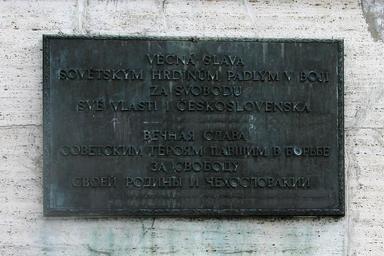 VĚČNÁ SLÁVA
SOVĚTSKÝM HRDINŮM PADLÝM V BOJI
ZA SVOBODU
SVÉ VLASTI I ČESKOSLOVENSKA
ВЕЧНАЯ СЛАВА
СОВЕТСКИМ ГЕРОЯМ ПАВШИМ В БОРЬБЕ
ЗА СВОБОДУ
СВОЕЙ РОДИНЫ И ЧЕХОСЛОВАКИИ